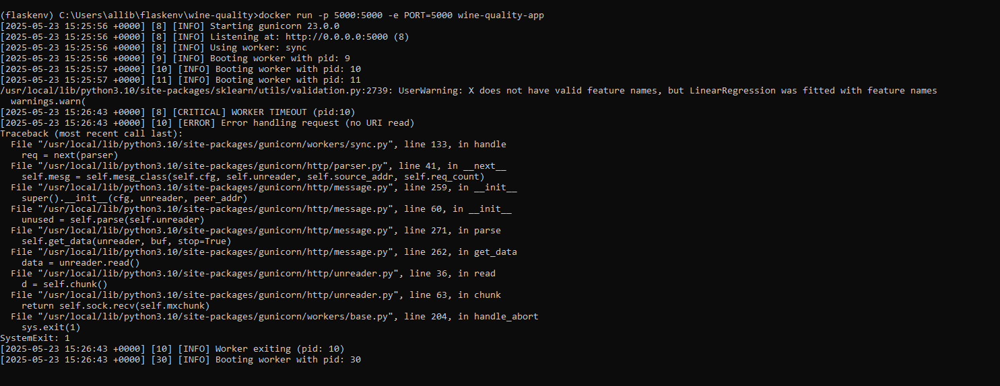 (flaskenv) C:\Users\allib\flaskenv\wine-quality>docker run -p 5000:5000 -e PORT=5000 wine-quality-app
[2025-05-23 15:25:56 +0000] [8] [INFO] Starting gunicorn 23.0.0
[2025-05-23 15:25:56 +0000] [8] [INFO] Listening at: http://0.0.0.0:5000 (8)
[2025-05-23 15:25:56 +0000] [8] [INFO] Using worker: sync
[2025-05-23 15:25:56 +0000] [9] [INFO] Booting worker with pid: 9
[2025-05-23 15:25:57 +0000] [10] [INFO] Booting worker with pid: 10
[2025-05-23 15:25:57 +0000] [11] [INFO] Booting worker with pid: 11
/usr/local/lib/python3.10/site-packages/sklearn/utils/validation.py:2739: UserWarning: X does not have valid feature names, but LinearRegression was fitted with feature names
  warnings.warn(
[2025-05-23 15:26:43 +0000] [8] [CRITICAL] WORKER TIMEOUT (pid:10)
[2025-05-23 15:26:43 +0000] [10] [ERROR] Error handling request (no URI read)
Traceback (most recent call last):
  File "/usr/local/lib/python3.10/site-packages/gunicorn/workers/sync.py", line 133, in handle
    req = next(parser)
  File "/usr/local/lib/python3.10/site-packages/gunicorn/http/parser.py", line 41, in __next__
    self.mesg = self.mesg_class(self.cfg, self.unreader, self.source_addr, self.req_count)
  File "/usr/local/lib/python3.10/site-packages/gunicorn/http/message.py", line 259, in __init__
    super().__init__(cfg, unreader, peer_addr)
  File "/usr/local/lib/python3.10/site-packages/gunicorn/http/message.py", line 60, in __init__
    unused = self.parse(self.unreader)
  File "/usr/local/lib/python3.10/site-packages/gunicorn/http/message.py", line 271, in parse
    self.get_data(unreader, buf, stop=True)
  File "/usr/local/lib/python3.10/site-packages/gunicorn/http/message.py", line 262, in get_data
    data = unreader.read()
  File "/usr/local/lib/python3.10/site-packages/gunicorn/http/unreader.py", line 36, in read
    d = self.chunk()
  File "/usr/local/lib/python3.10/site-packages/gunicorn/http/unreader.py", line 63, in chunk
    return self.sock.recv(self.mxchunk)
  File "/usr/local/lib/python3.10/site-packages/gunicorn/workers/base.py", line 204, in handle_abort
    sys.exit(1)
SystemExit: 1
[2025-05-23 15:26:43 +0000] [10] [INFO] Worker exiting (pid: 10)
[2025-05-23 15:26:43 +0000] [30] [INFO] Booting worker with pid: 30